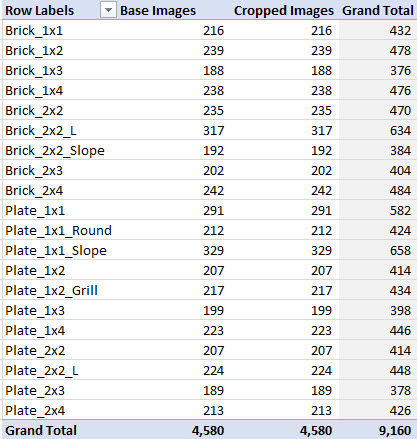 Row Labels Base Images Cropped Images Grand Total
Brick_1x1 216 216 432
Brick_1x2 239 239 478
Brick_1x3 188 188 376
Brick_1x4 238 238 476
Brick_2x2 235 235 470
Brick_2x2_L 317 317 634
Brick_2x2_Slope 192 192 384
Brick_2x3 202 202 404
Brick_2x4 242 242 484
Plate_1x1 291 291 582
Plate_1x1_Round 212 212 424
Plate_1x1_Slope 329 329 658
Plate_1x2 207 207 414
Plate_1x2_Grill 217 217 434
Plate_1x3 199 199 398
Plate_1x4 223 223 446
Plate_2x2 207 207 414
Plate_2x2_L 224 224 448
Plate_2x3 189 189 378
Plate_2x4 213 213 426
Grand Total 4,580 4,580 9,160